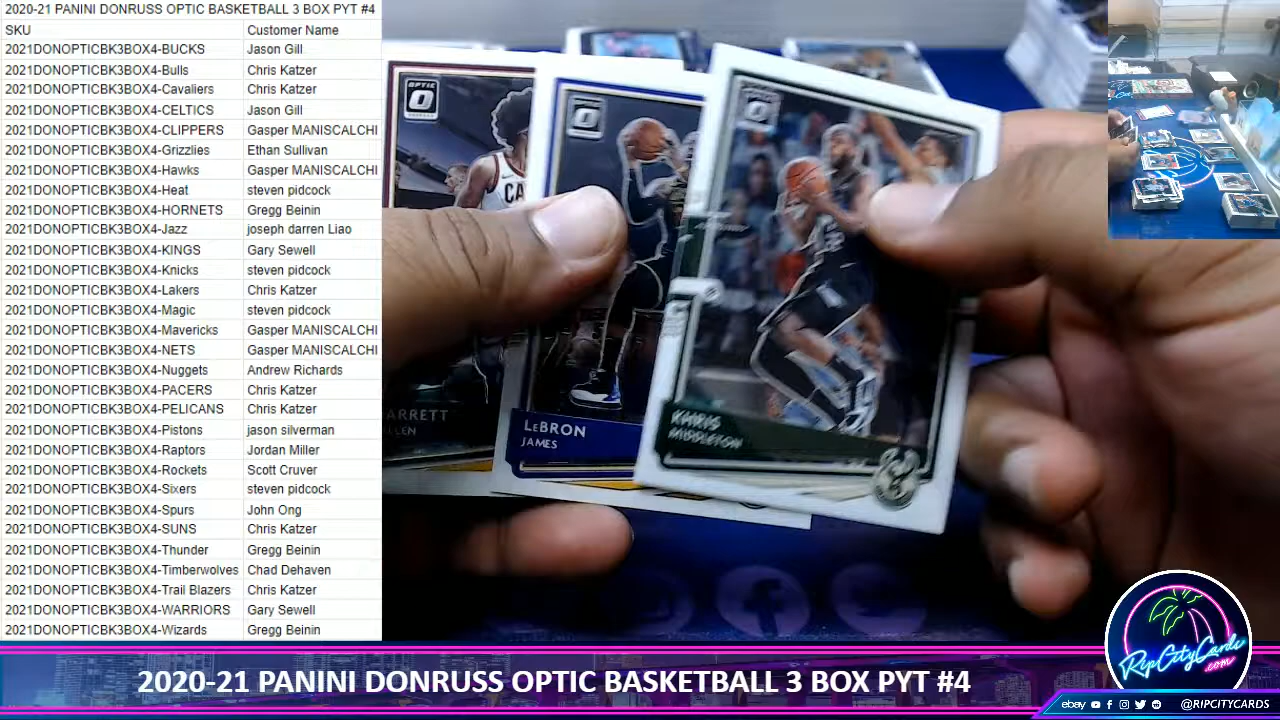 2020-21 PANINI DONRUSS OPTIC BASKETBALL 3 BOX PYT #4
SKU Customer Name
2021DONOPTICBK3BOX4-BUCKS Jason Gill
2021DONOPTICBK3BOX4-Bulls Chris Katzer
2021DONOPTICBK3BOX4-Cavaliers Chris Katzer
2021DONOPTICBK3BOX4-CELTICS Jason Gill
2021DONOPTICBK3BOX4-CLIPPERS Gasper MANISCALCHI
2021DONOPTICBK3BOX4-Grizzlies Ethan Sullivan
2021DONOPTICBK3BOX4-Hawks Gasper MANISCALCHI
2021DONOPTICBK3BOX4-Heat steven pidcock
2021DONOPTICBK3BOX4-HORNETS Gregg Beinin
2021DONOPTICBK3BOX4-Jazz joseph darren Liao
2021DONOPTICBK3BOX4-KINGS Gary Sewell
2021DONOPTICBK3BOX4-Knicks steven pidcock
2021DONOPTICBK3BOX4-Lakers Chris Katzer
2021DONOPTICBK3BOX4-Magic steven pidcock
2021DONOPTICBK3BOX4-Mavericks Gasper MANISCALCHI
2021DONOPTICBK3BOX4-NETS Gasper MANISCALCHI
2021DONOPTICBK3BOX4-Nuggets Andrew Richards
2021DONOPTICBK3BOX4-PACERS Chris Katzer
2021DONOPTICBK3BOX4-PELICANS Chris Katzer
2021DONOPTICBK3BOX4-Pistons jason silverman
2021DONOPTICBK3BOX4-Raptors Jordan Miller
2021DONOPTICBK3BOX4-Rockets Scott Cruver
2021DONOPTICBK3BOX4-Sixers steven pidcock
2021DONOPTICBK3BOX4-Spurs John Ong
2021DONOPTICBK3BOX4-SUNS Chris Katzer
2021DONOPTICBK3BOX4-Thunder Gregg Beinin
2021DONOPTICBK3BOX4-Timberwolves Chad Dehaven
2021DONOPTICBK3BOX4-Trail Blazers Chris Katzer
2021DONOPTICBK3BOX4-WARRIORS Gary Sewell
2021DONOPTICBK3BOX4-Wizards Gregg Beinin
OPTIC
CA
ARRETT
LLEN
LeBRON
JAMES
KHRIS
MIDDLETON
2020-21 PANINI DONRUSS OPTIC BASKETBALL 3 BOX PYT #4
RipCityCards
.com
ebay @RIPCITYCARDS